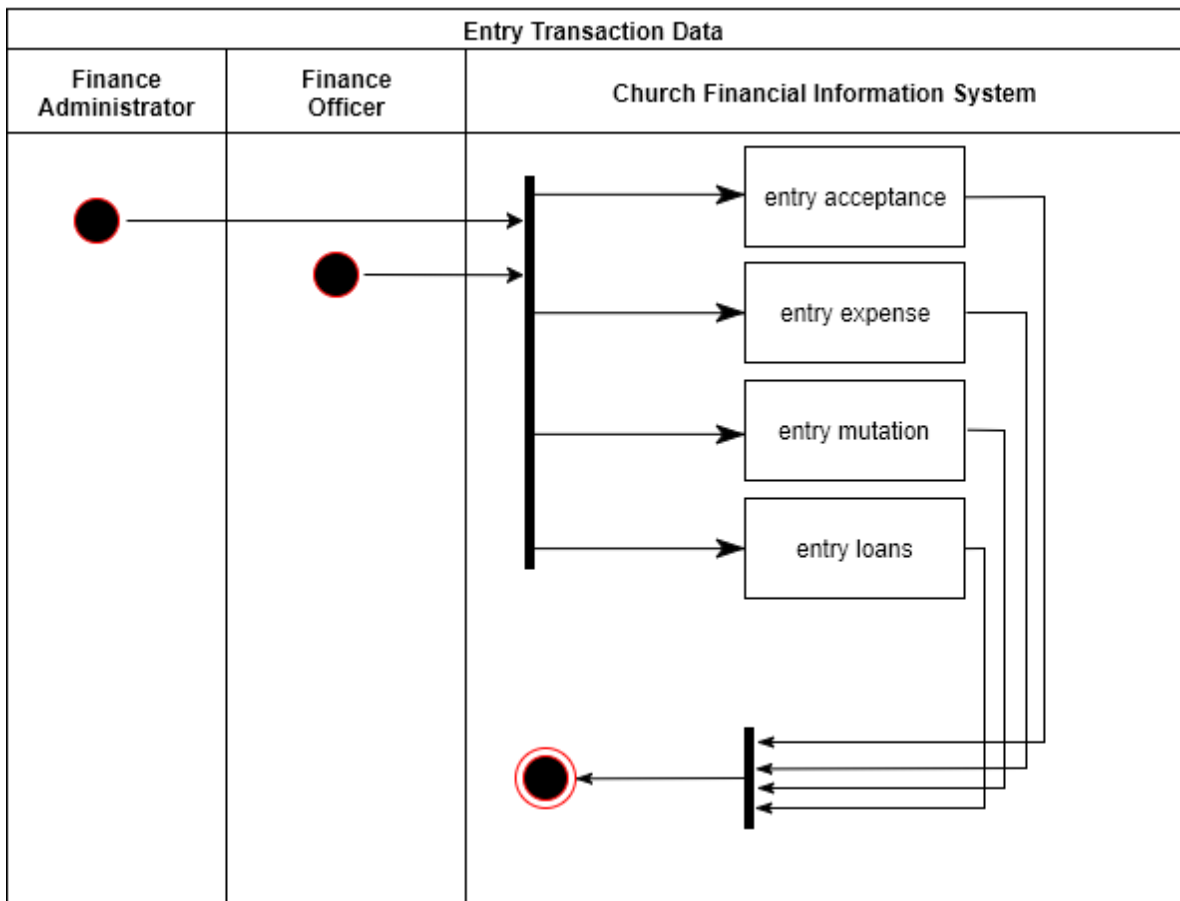 Entry Transaction Data
Finance
Administrator
Finance
Officer
Church Financial Information System
entry acceptance
entry expense
entry mutation
entry loans